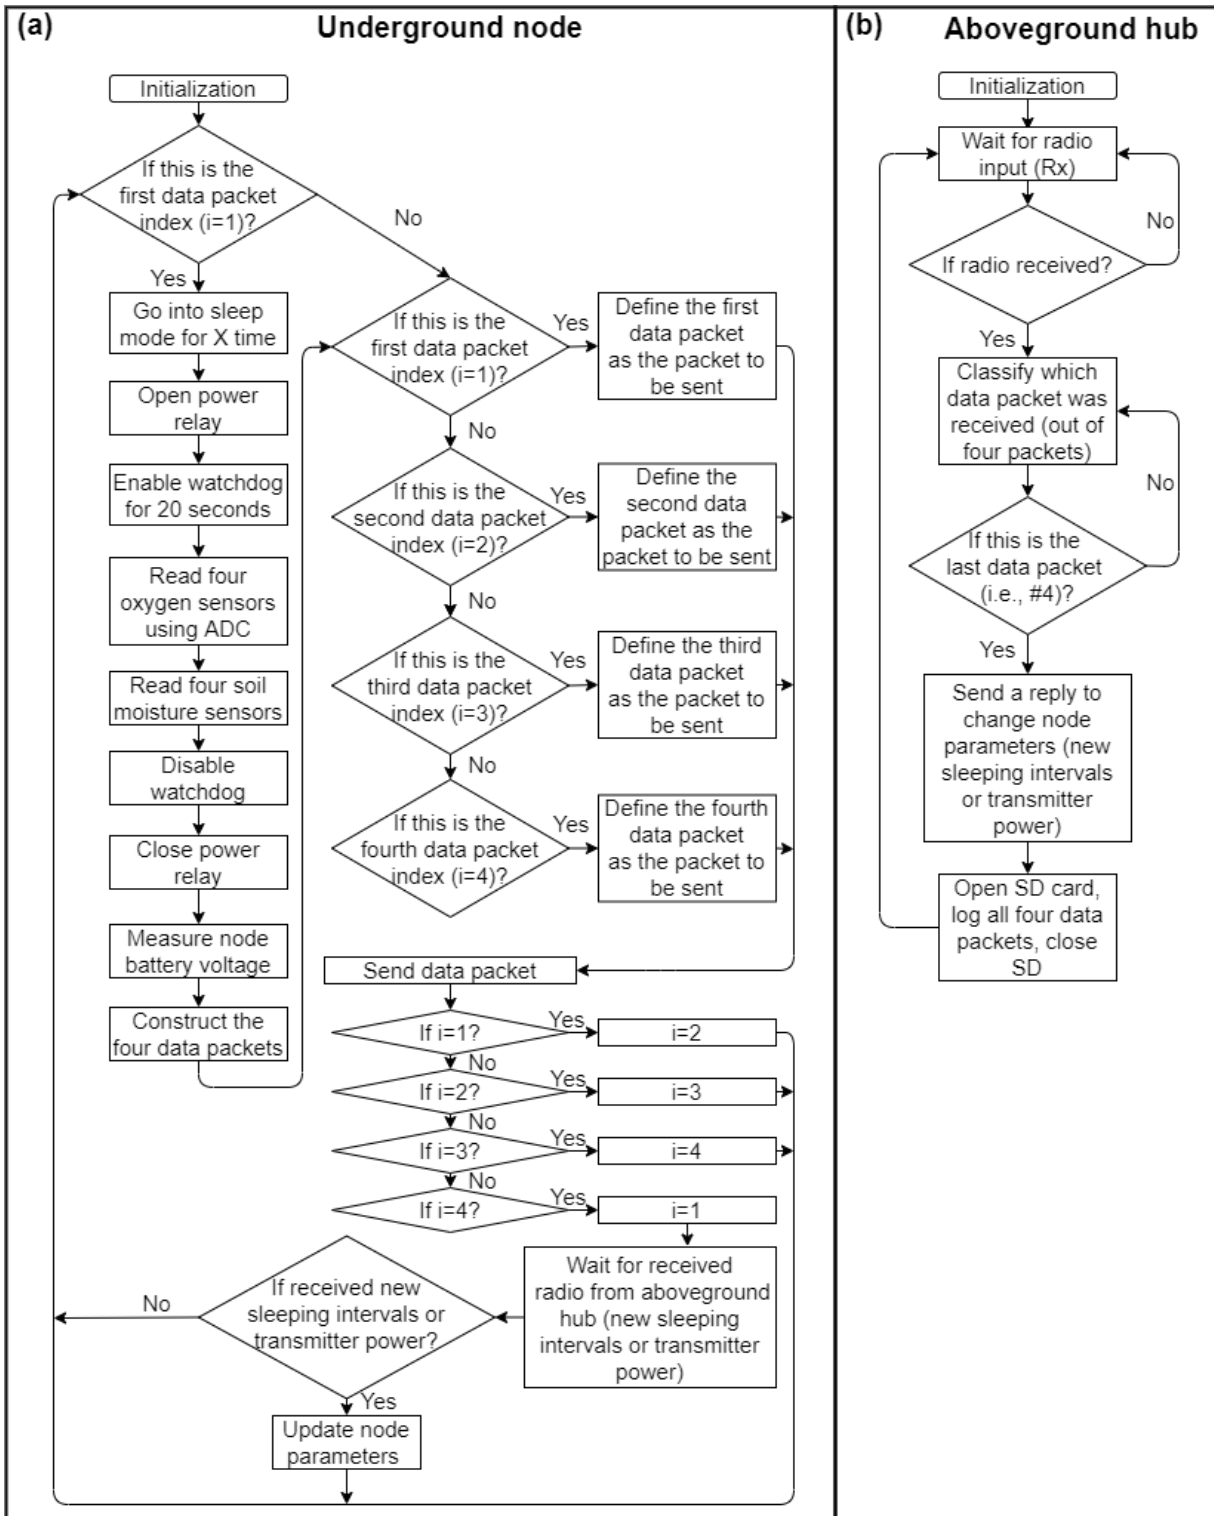 (a)
Underground node
Initialization
If this is the
first data packet
index (i=1)?
No
Yes
Go into sleep
mode for X time
Open power
relay
Enable watchdog
for 20 seconds
Read four
oxygen sensors
using ADC
Read four soil
moisture sensors
Disable
watchdog
Close power
relay
Measure node
battery voltage
Construct the
four data packets
If this is the
first data packet
index (i=1)?
Yes
Define the first
data packet
as the packet to
be sent
No
If this is the
second data packet
index (i=2)?
Yes
Define the
second data
packet as the
packet to be sent
No
If this is the
third data packet
index (i=3)?
Yes
Define the third
data packet
as the packet to
be sent
No
If this is the
fourth data packet
index (i=4)?
Yes
Define the fourth
data packet
as the packet to
be sent
Send data packet
If i=1?
Yes
i=2
No
If i=2?
Yes
i=3
No
If i=3?
Yes
i=4
No
If i=4?
Yes
i=1
Wait for received
radio from aboveground
hub (new sleeping
intervals or transmitter
power)
If received new
sleeping intervals or
transmitter power?
No
Yes
Update node
parameters
(b)
Aboveground hub
Initialization
Wait for radio
input (Rx)
No
If radio received?
Yes
Classify which
data packet was
received (out of
four packets)
No
If this is the
last data packet
(i.e., #4)?
Yes
Send a reply to
change node
parameters (new
sleeping intervals
or transmitter
power)
Open SD card,
log all four data
packets, close
SD